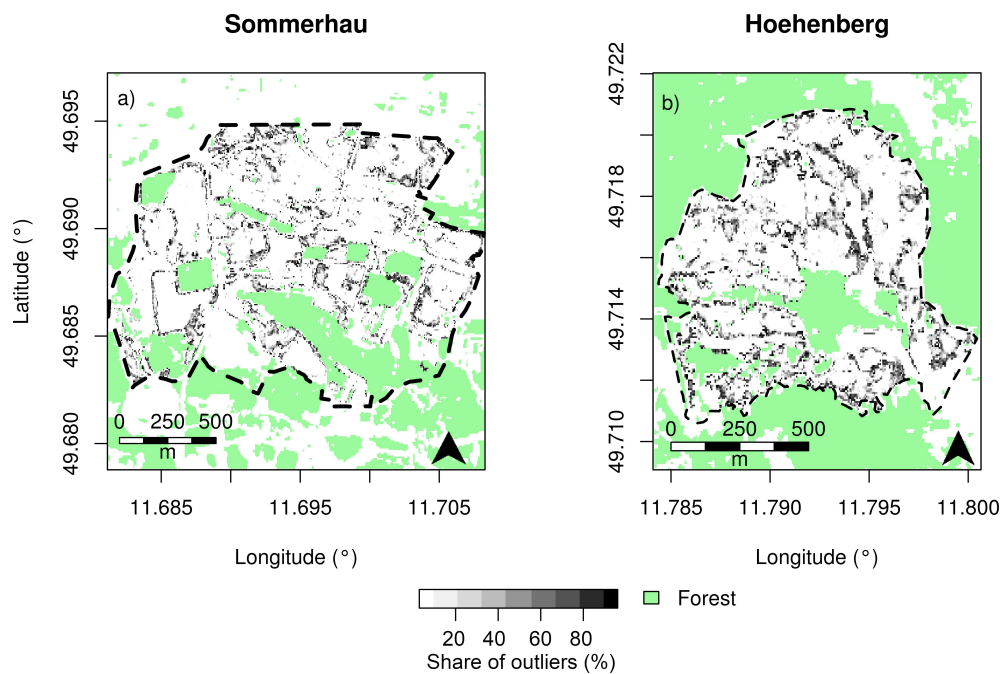 Sommerhau
Hoehenberg
a)
b)
49.695
49.690
49.685
49.680
Latitude (°)
49.722
49.718
49.714
49.710
0 250 500
m
0 250 500
m
11.685 11.695 11.705
11.785 11.790 11.795 11.800
Longitude (°)
Longitude (°)
Forest
20 40 60 80
Share of outliers (%)